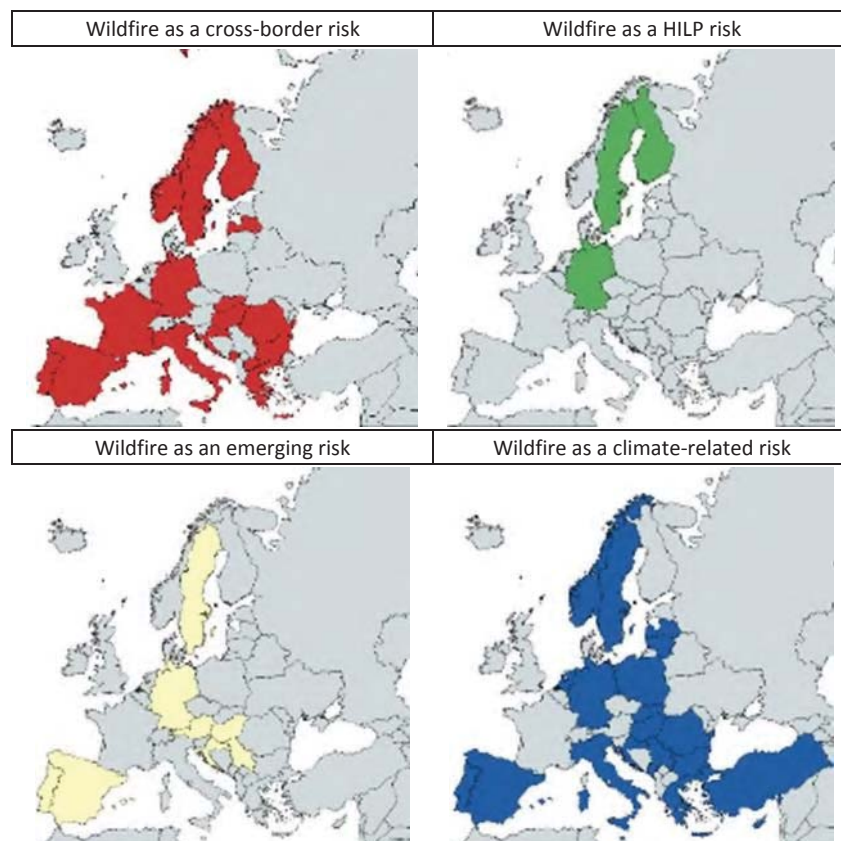 Wildfire as a cross-border risk
Wildfire as a HILP risk
Wildfire as an emerging risk
Wildfire as a climate-related risk